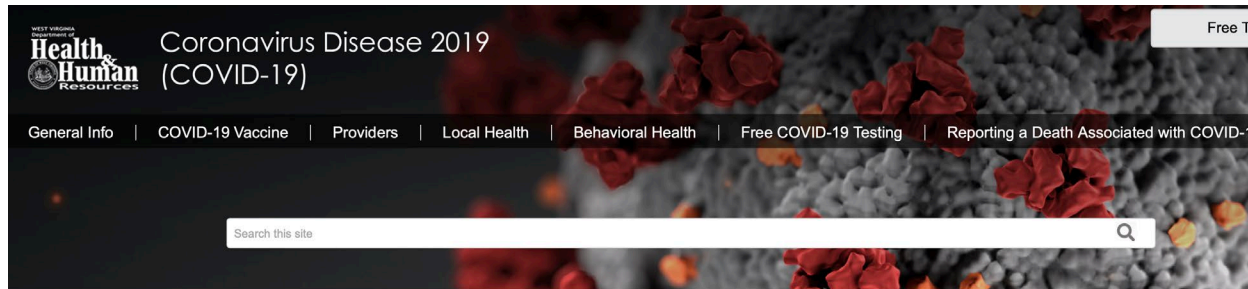 WEST VIRGINIA
Department of
Health &
Human
Resources
Coronavirus Disease 2019
(COVID-19)
Free
General Info | COVID-19 Vaccine | Providers | Local Health | Behavioral Health | Free COVID-19 Testing | Reporting a Death Associated with COVID-1
Search this site